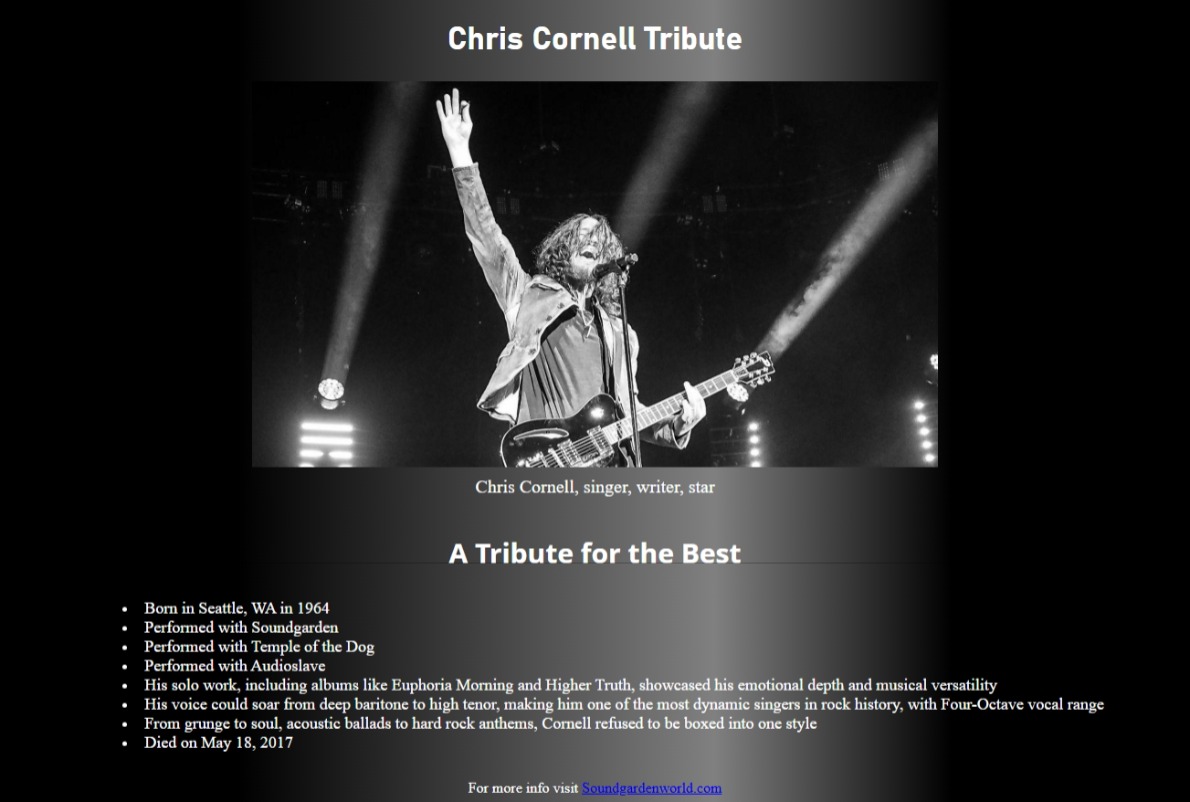 Chris Cornell Tribute
Chris Cornell, singer, writer, star
A Tribute for the Best
Born in Seattle, WA in 1964
Performed with Soundgarden
Performed with Temple of the Dog
Performed with Audioslave
His solo work, including albums like Euphoria Morning and Higher Truth, showcased his emotional depth and musical versatility
His voice could soar from deep baritone to high tenor, making him one of the most dynamic singers in rock history, with Four-Octave vocal range
From grunge to soul, acoustic ballads to hard rock anthems, Cornell refused to be boxed into one style
Died on May 18, 2017
For more info visit Soundgardenworld.com